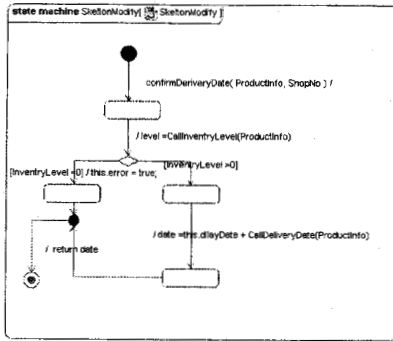 state machine SkeltonModify[ SkeltonModify ]
confirmDeriveryDate( ProductInfo, ShopNo ) /
/ level =CallInventryLevel(ProductInfo)
[InventryLevel =0] / this.error = true;
[InventryLevel >0]
/ date =this.dlayDate + CallDeliveryDate(ProductInfo)
/ return date